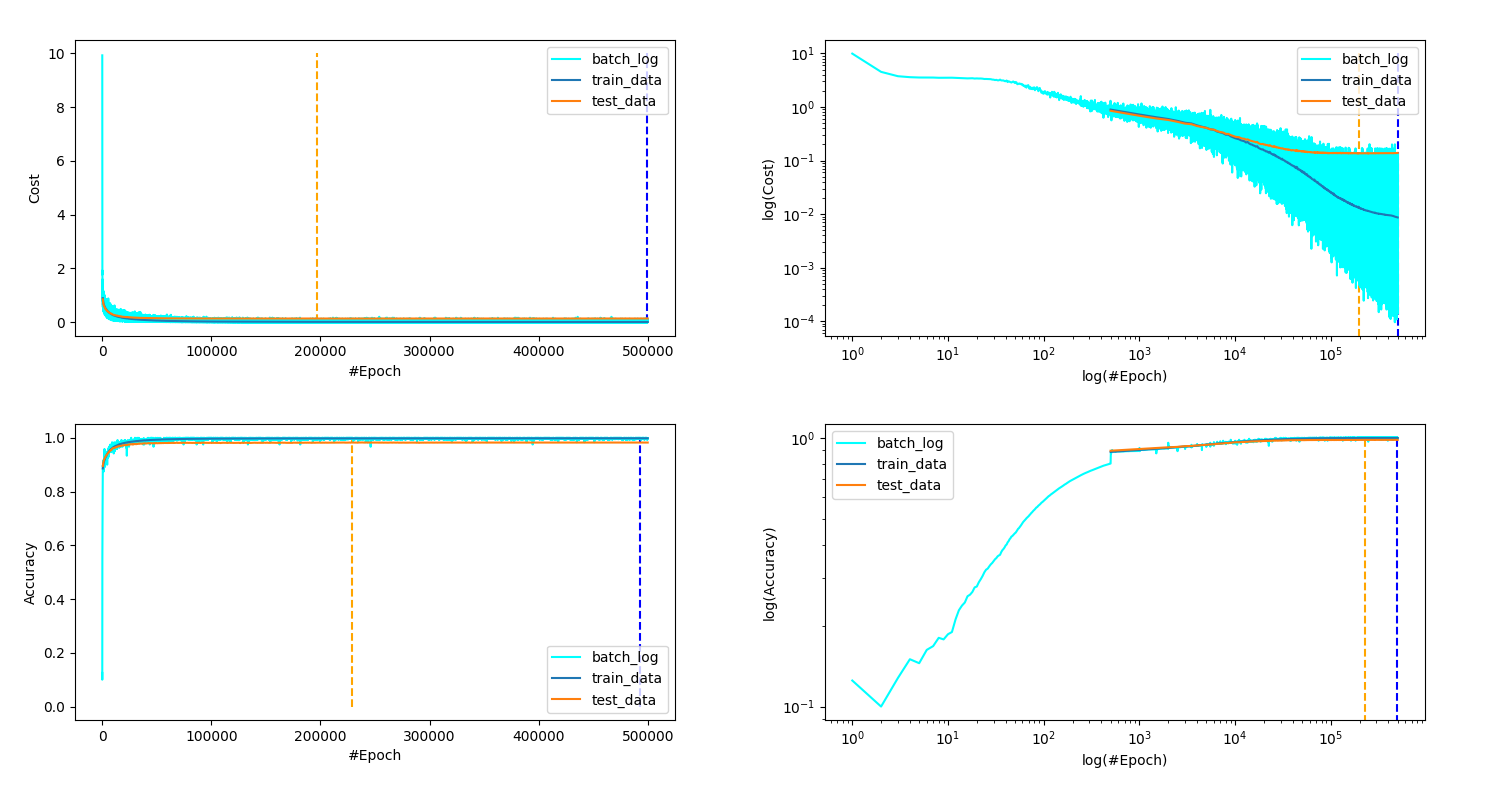 Cost
10
8
6
4
2
0
0
100000
200000
300000
400000
500000
#Epoch
batch_log
train_data
test_data
log(Cost)
10^1
10^0
10^-1
10^-2
10^-3
10^-4
10^0
10^1
10^2
10^3
10^4
10^5
log(#Epoch)
batch_log
train_data
test_data
Accuracy
1.0
0.8
0.6
0.4
0.2
0.0
0
100000
200000
300000
400000
500000
#Epoch
batch_log
train_data
test_data
log(Accuracy)
10^0
10^-1
10^0
10^1
10^2
10^3
10^4
10^5
log(#Epoch)
batch_log
train_data
test_data